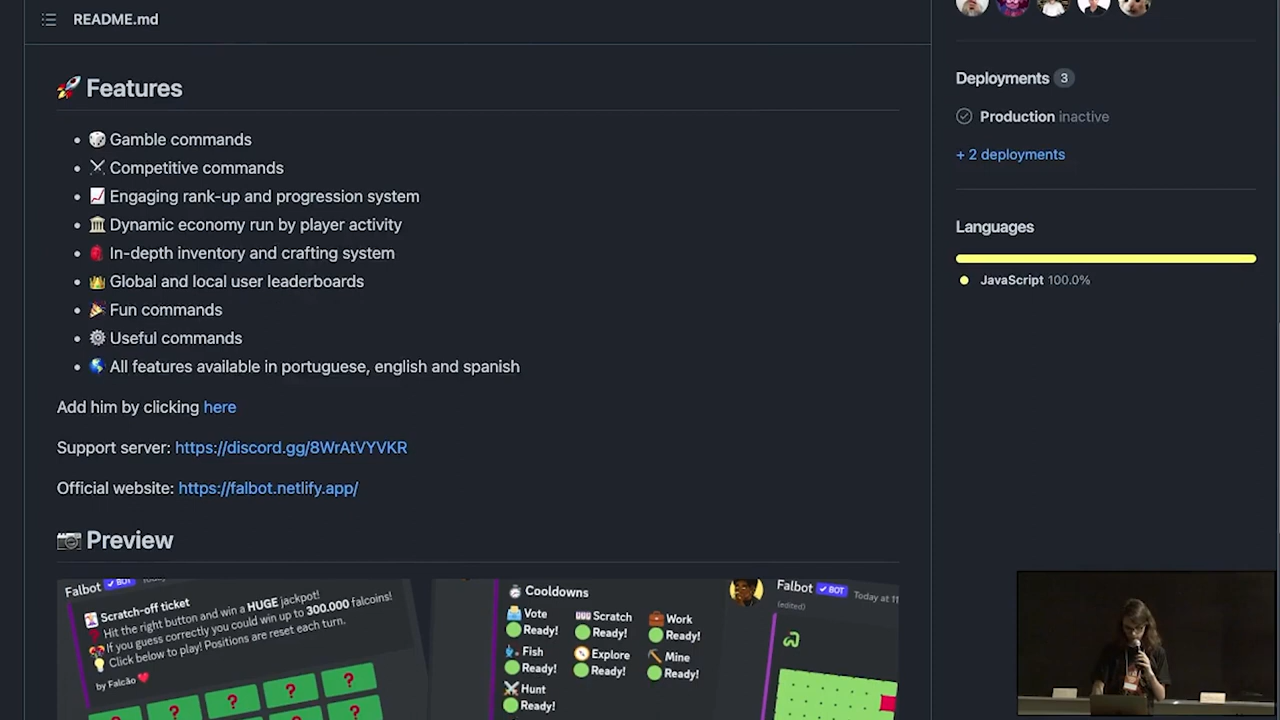 README.md
🚀 Features
🎲 Gamble commands
⚔ Competitive commands
📈 Engaging rank-up and progression system
🏛 Dynamic economy run by player activity
🎒 In-depth inventory and crafting system
👑 Global and local user leaderboards
🎉 Fun commands
⚙ Useful commands
🌎 All features available in portuguese, english and spanish
Add him by clicking here
Support server: https://discord.gg/8WrAtVYVKR
Official website: https://falbot.netlify.app/
📷 Preview
Falbot ✓ BOT
Scratch-off ticket
Hit the right button and win a HUGE jackpot!
If you guess correctly you could win up to 300.000 falcoins!
Click below to play! Positions are reset each turn.
by Falcão ❤
? ? ? ? ?
? ?
Cooldowns
Vote Scratch Work
Ready! Ready! Ready!
Fish Explore Mine
Ready! Ready! Ready!
Hunt
Ready!
Falbot ✓ BOT Today at 11
(edited)
Deployments 3
Production inactive
+ 2 deployments
Languages
JavaScript 100.0%